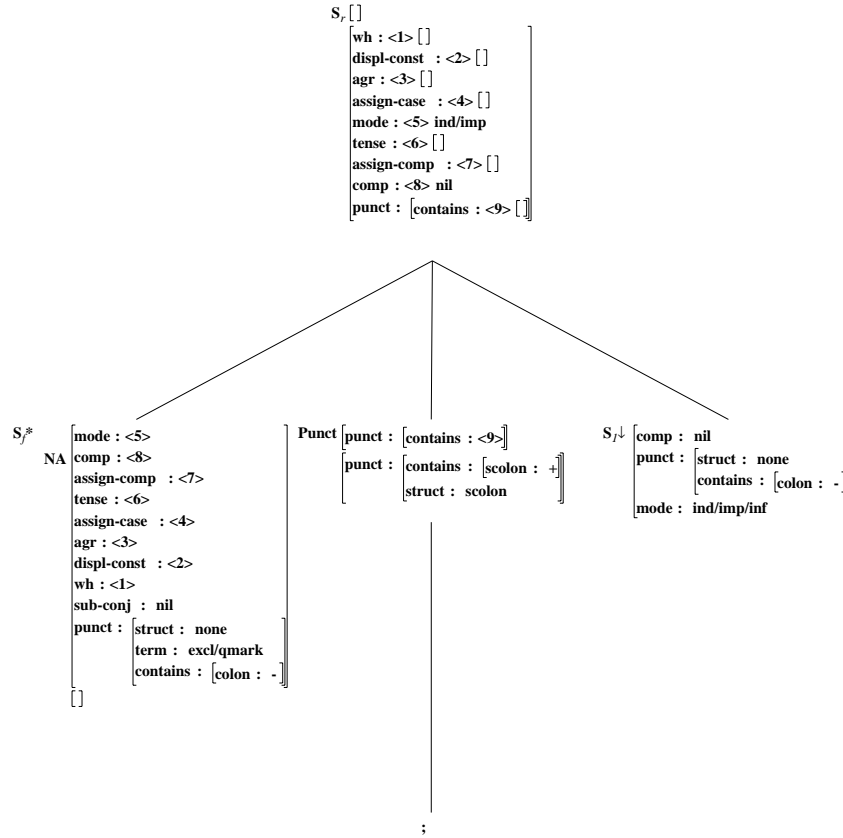 S_r []
wh : <1> []
displ-const : <2> []
agr : <3> []
assign-case : <4> []
mode : <5> ind/imp
tense : <6> []
assign-comp : <7> []
comp : <8> nil
punct : [contains : <9> []]
S_f* NA
mode : <5>
comp : <8>
assign-comp : <7>
tense : <6>
assign-case : <4>
agr : <3>
displ-const : <2>
wh : <1>
sub-conj : nil
punct : [struct : none
term : excl/qmark
contains : [colon : -]]
[]
Punct [punct : [contains : <9>]]
[punct : [contains : [scolon : +]
struct : scolon]]
;
S_1↓ [comp : nil
punct : [struct : none
contains : [colon : -]
mode : ind/imp/inf